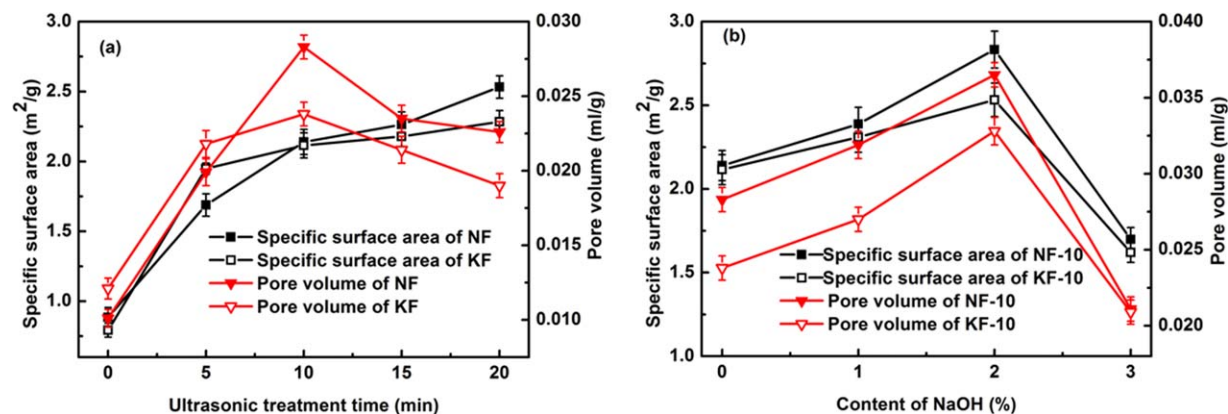 (a)
Specific surface area (m²/g)
3.0
2.5
2.0
1.5
1.0
0.030
0.025
0.020
0.015
0.010
Pore volume (ml/g)
Specific surface area of NF
Specific surface area of KF
Pore volume of NF
Pore volume of KF
0 5 10 15 20
Ultrasonic treatment time (min)
(b)
Specific surface area (m²/g)
3.0
2.5
2.0
1.5
1.0
0.040
0.035
0.030
0.025
0.020
Pore volume (ml/g)
Specific surface area of NF-10
Specific surface area of KF-10
Pore volume of NF-10
Pore volume of KF-10
0 1 2 3
Content of NaOH (%)